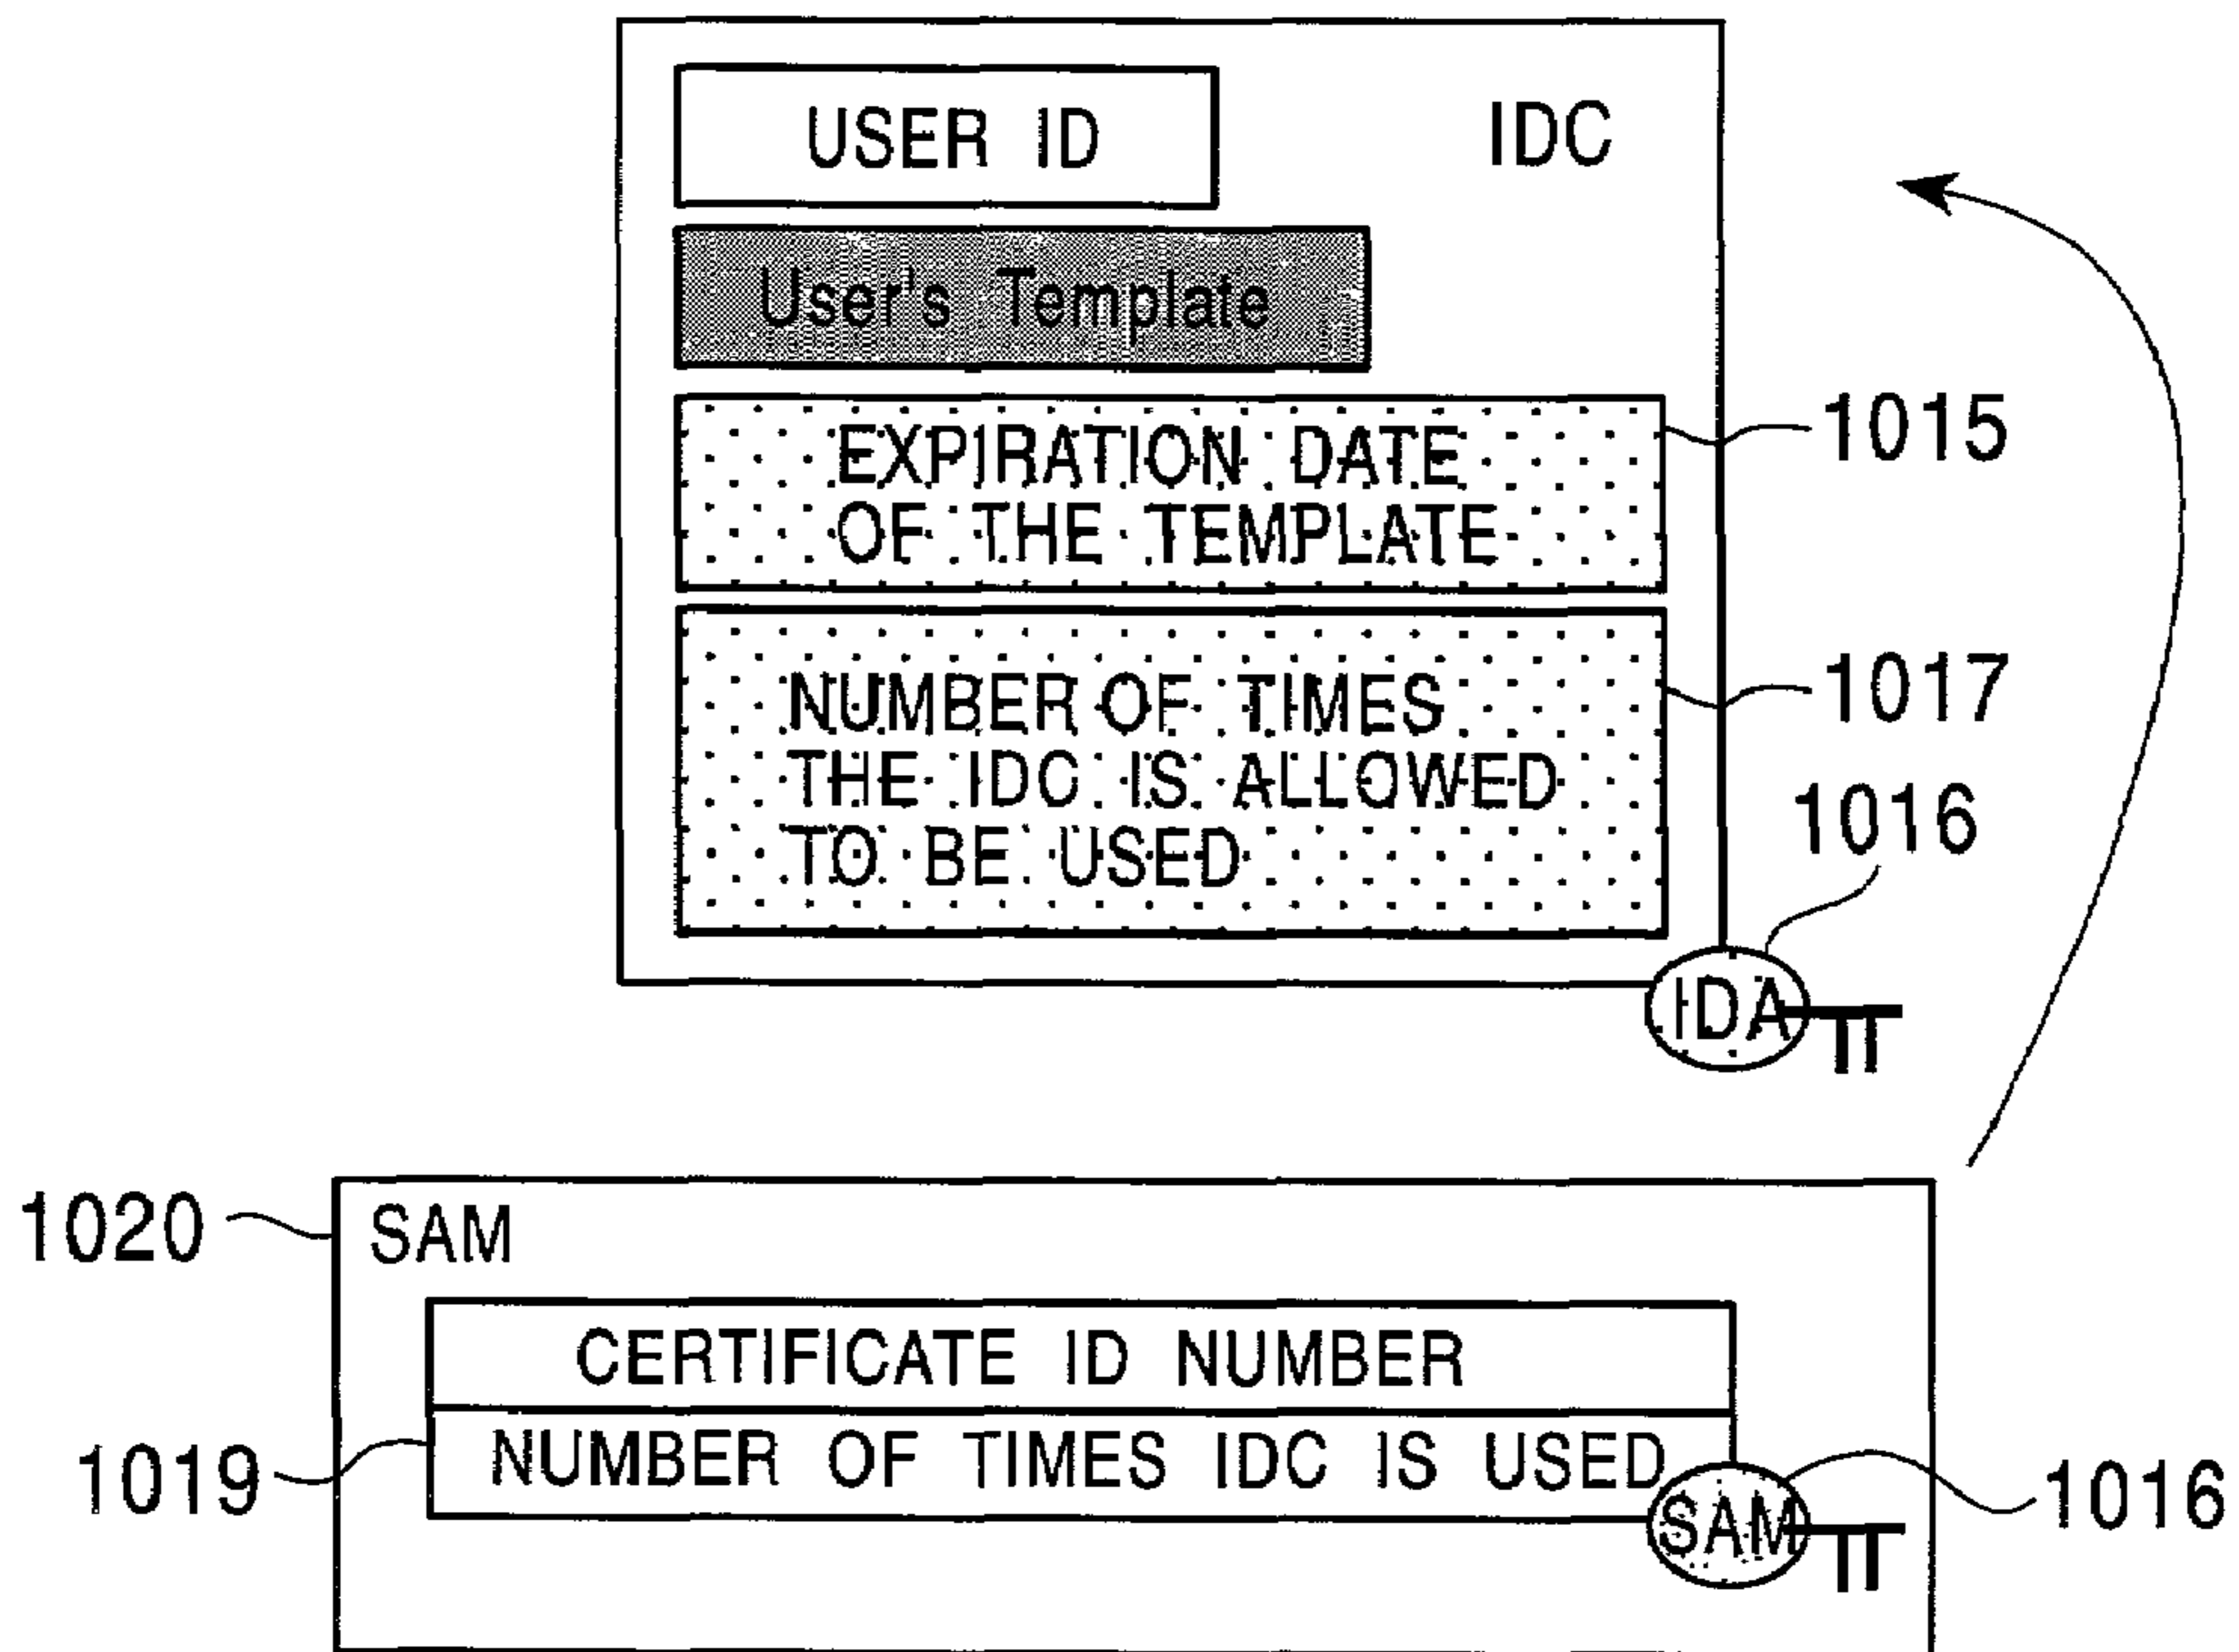 USER ID
IDC
User's Template
EXPIRATION DATE
OF THE TEMPLATE
1015
NUMBER OF TIMES
THE IDC IS ALLOWED
TO BE USED
1017
1016
IDA
1020
SAM
CERTIFICATE ID NUMBER
NUMBER OF TIMES IDC IS USED
1019
SAM
1016